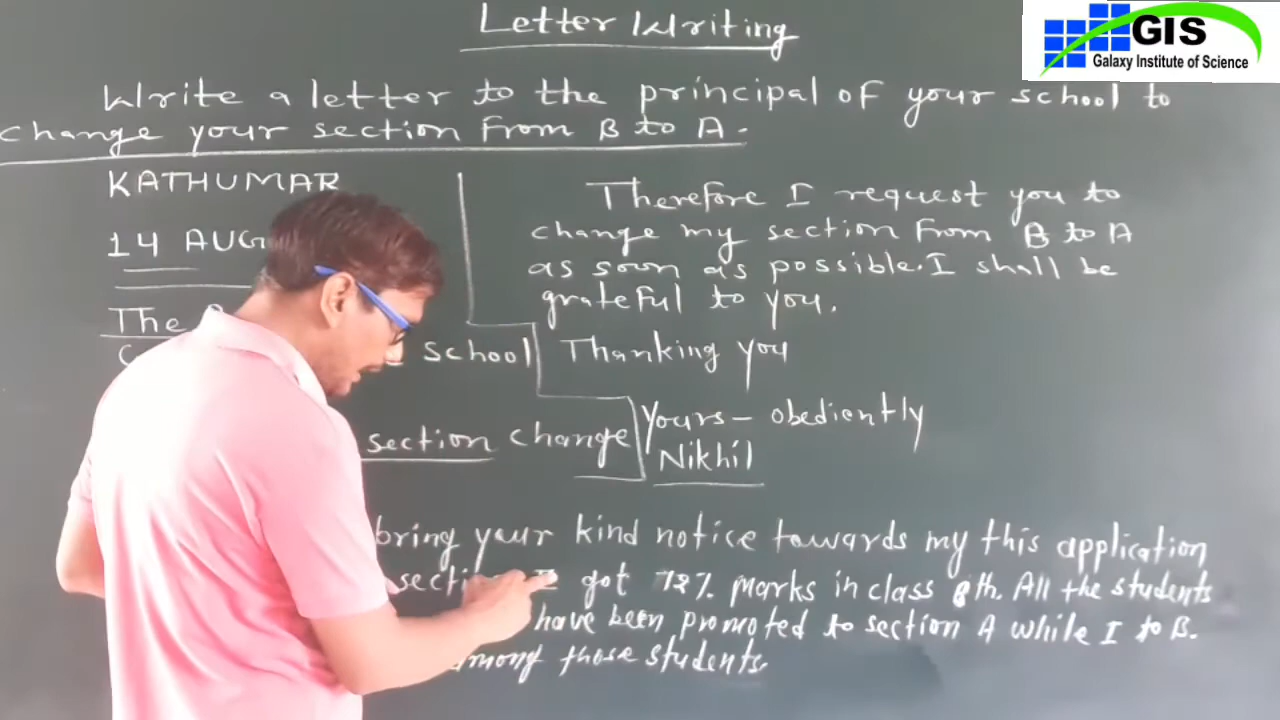 Letter Writing
GIS
Galaxy Institute of Science
Write a letter to the principal of your school to
change your section from B to A.
KATHUMAR
14 AUG
The
school
section change
Therefore I request you to
change my section from B to A
as soon as possible. I shall be
grateful to you.
Thanking you
Yours - obediently
Nikhil
bring your kind notice towards my this application
got 72% marks in class 8th. All the students
have been promoted to section A while I to B.
among those students.